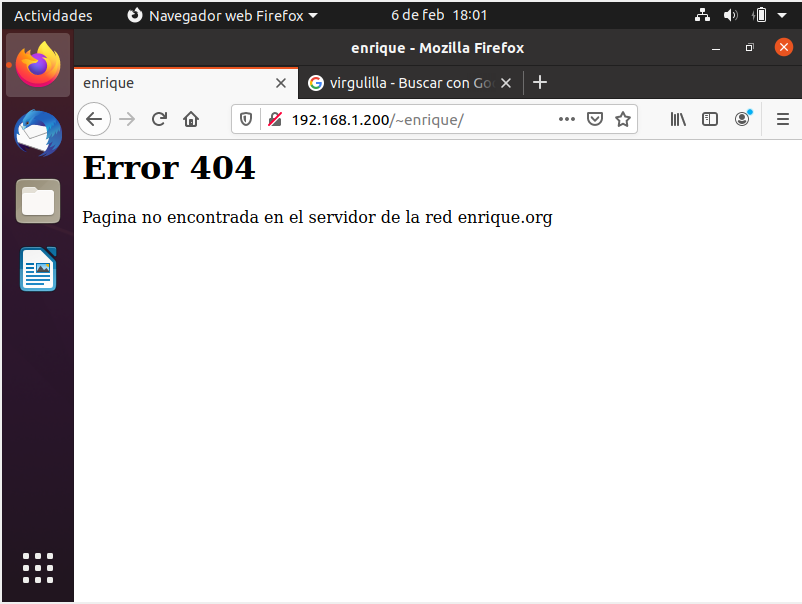 Actividades
Navegador web Firefox
6 de feb 18:01
enrique - Mozilla Firefox
enrique
virgulilla - Buscar con Go
192.168.1.200/~enrique/
Error 404
Pagina no encontrada en el servidor de la red enrique.org